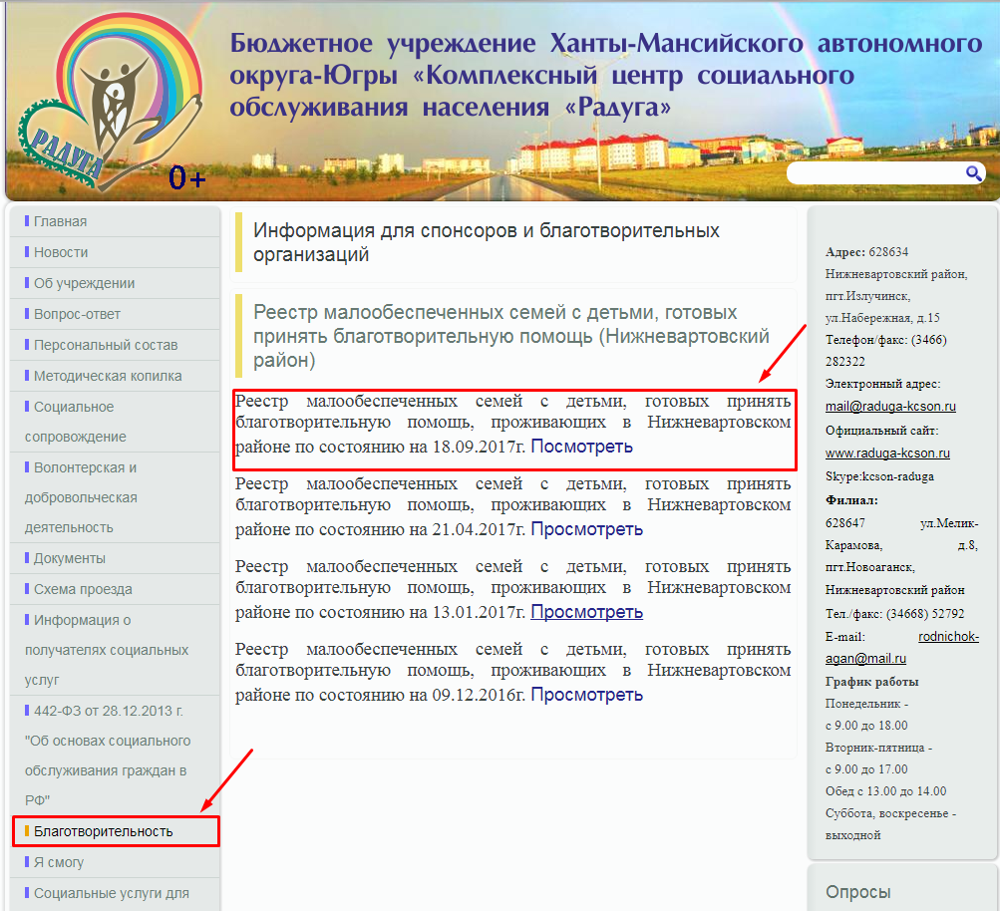 Бюджетное учреждение Ханты-Мансийского автономного
округа-Югры «Комплексный центр социального
обслуживания населения «Радуга»
РАДУГА
0+
Главная
Новости
Об учреждении
Вопрос-ответ
Персональный состав
Методическая копилка
Социальное
сопровождение
Волонтерская и
добровольческая
деятельность
Документы
Схема проезда
Информация о
получателях социальных
услуг
442-ФЗ от 28.12.2013 г.
"Об основах социального
обслуживания граждан в
РФ"
Благотворительность
Я смогу
Социальные услуги для
Информация для спонсоров и благотворительных
организаций
Реестр малообеспеченных семей с детьми, готовых
принять благотворительную помощь (Нижневартовский
район)
Реестр малообеспеченных семей с детьми, готовых принять
благотворительную помощь, проживающих в Нижневартовском
районе по состоянию на 18.09.2017г. Посмотреть
Реестр малообеспеченных семей с детьми, готовых принять
благотворительную помощь, проживающих в Нижневартовском
районе по состоянию на 21.04.2017г. Просмотреть
Реестр малообеспеченных семей с детьми, готовых принять
благотворительную помощь, проживающих в Нижневартовском
районе по состоянию на 13.01.2017г. Просмотреть
Реестр малообеспеченных семей с детьми, готовых принять
благотворительную помощь, проживающих в Нижневартовском
районе по состоянию на 09.12.2016г. Просмотреть
Адрес: 628634
Нижневартовский район,
пгт.Излучинск,
ул.Набережная, д.15
Телефон/факс: (3466)
282322
Электронный адрес:
mail@raduga-kcson.ru
Официальный сайт:
www.raduga-kcson.ru
Skype:kcson-raduga
Филиал:
628647 ул.Мелик-
Карамова, д.8,
пгт.Новоаганск,
Нижневартовский район
Тел./факс: (34668) 52792
E-mail: rodnichok-
agan@mail.ru
График работы
Понедельник -
с 9.00 до 18.00
Вторник-пятница -
с 9.00 до 17.00
Обед с 13.00 до 14.00
Суббота, воскресенье -
выходной
Опросы